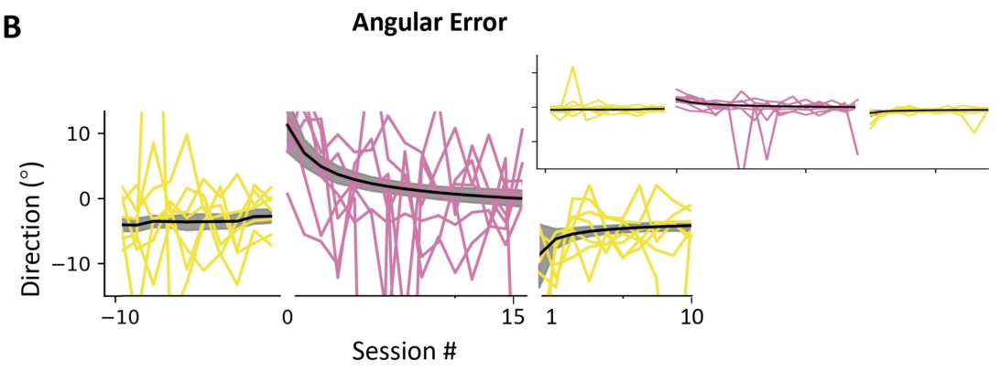 B
Angular Error
Direction (°)
10
0
−10
−10
0
15
1
10
Session #